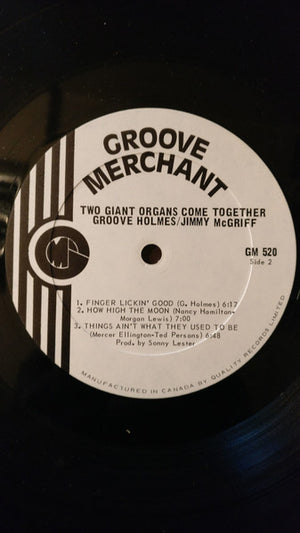 GROOVE
MERCHANT
TWO GIANT ORGANS COME TOGETHER
GROOVE HOLMES/JIMMY McGRIFF
GM 520
Side 2
1. FINGER LICKIN' GOOD (G. Holmes) 6:17
2. HOW HIGH THE MOON (Nancy Hamilton-
Morgan Lewis) 7:00
3. THINGS AIN'T WHAT THEY USED TO BE
(Mercer Ellington-Ted Persons) 6:48
Prod. by Sonny Lester
MANUFACTURED IN CANADA BY QUALITY RECORDS LIMITED